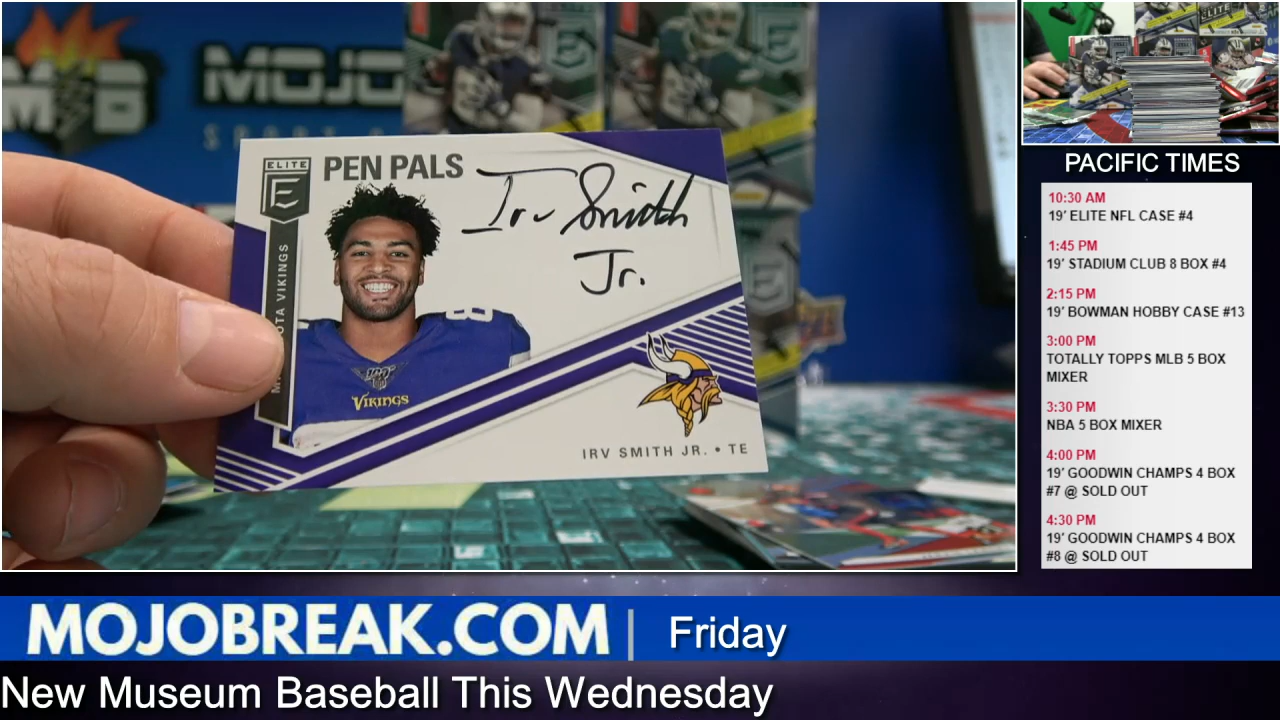 MB
MOJO
SPORT
ELITE
E
PEN PALS
Irv Smith
Jr.
VIKINGS
VIKINGS
IRV SMITH JR. • TE
PACIFIC TIMES
10:30 AM
19' ELITE NFL CASE #4
1:45 PM
19' STADIUM CLUB 8 BOX #4
2:15 PM
19' BOWMAN HOBBY CASE #13
3:00 PM
TOTALLY TOPPS MLB 5 BOX
MIXER
3:30 PM
NBA 5 BOX MIXER
4:00 PM
19' GOODWIN CHAMPS 4 BOX
#7 @ SOLD OUT
4:30 PM
19' GOODWIN CHAMPS 4 BOX
#8 @ SOLD OUT
MOJOBREAK.COM | Friday
New Museum Baseball This Wednesday